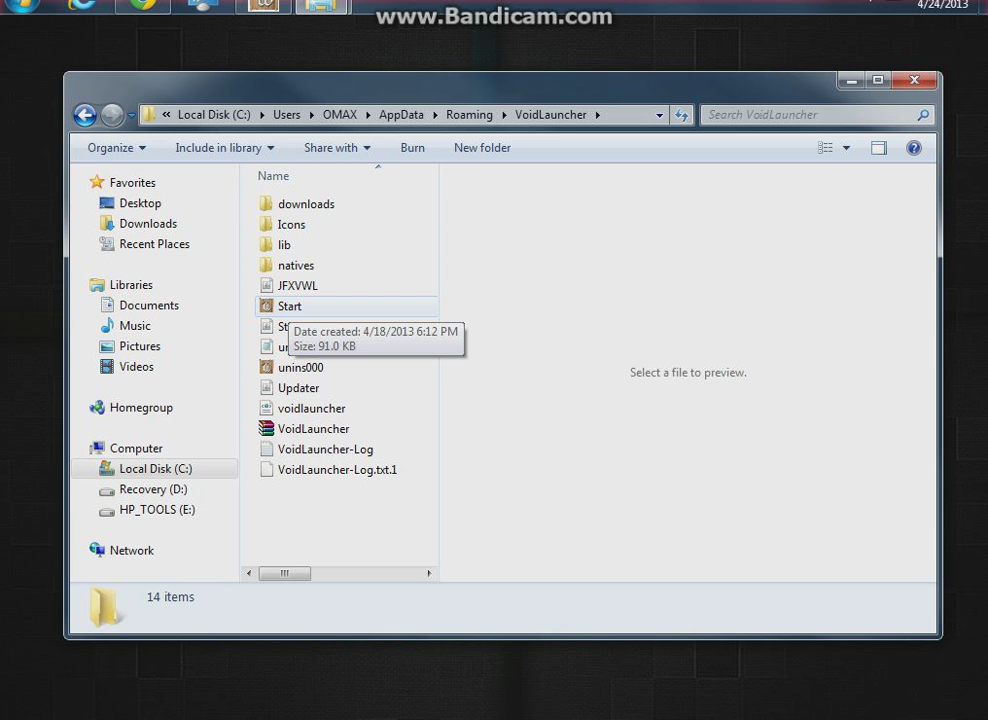 www.Bandicam.com
4/24/2013
« Local Disk (C:) Users OMAX AppData Roaming VoidLauncher
Search VoidLauncher
Organize Include in library Share with Burn New folder
Name
Favorites
Desktop
Downloads
Recent Places
Libraries
Documents
Music
Pictures
Videos
Homegroup
Computer
Local Disk (C:)
Recovery (D:)
HP_TOOLS (E:)
Network
downloads
Icons
lib
natives
JFXVWL
Start
St
Date created: 4/18/2013 6:12 PM
Size: 91.0 KB
unins000
Updater
voidlauncher
VoidLauncher
VoidLauncher-Log
VoidLauncher-Log.txt.1
Select a file to preview.
14 items